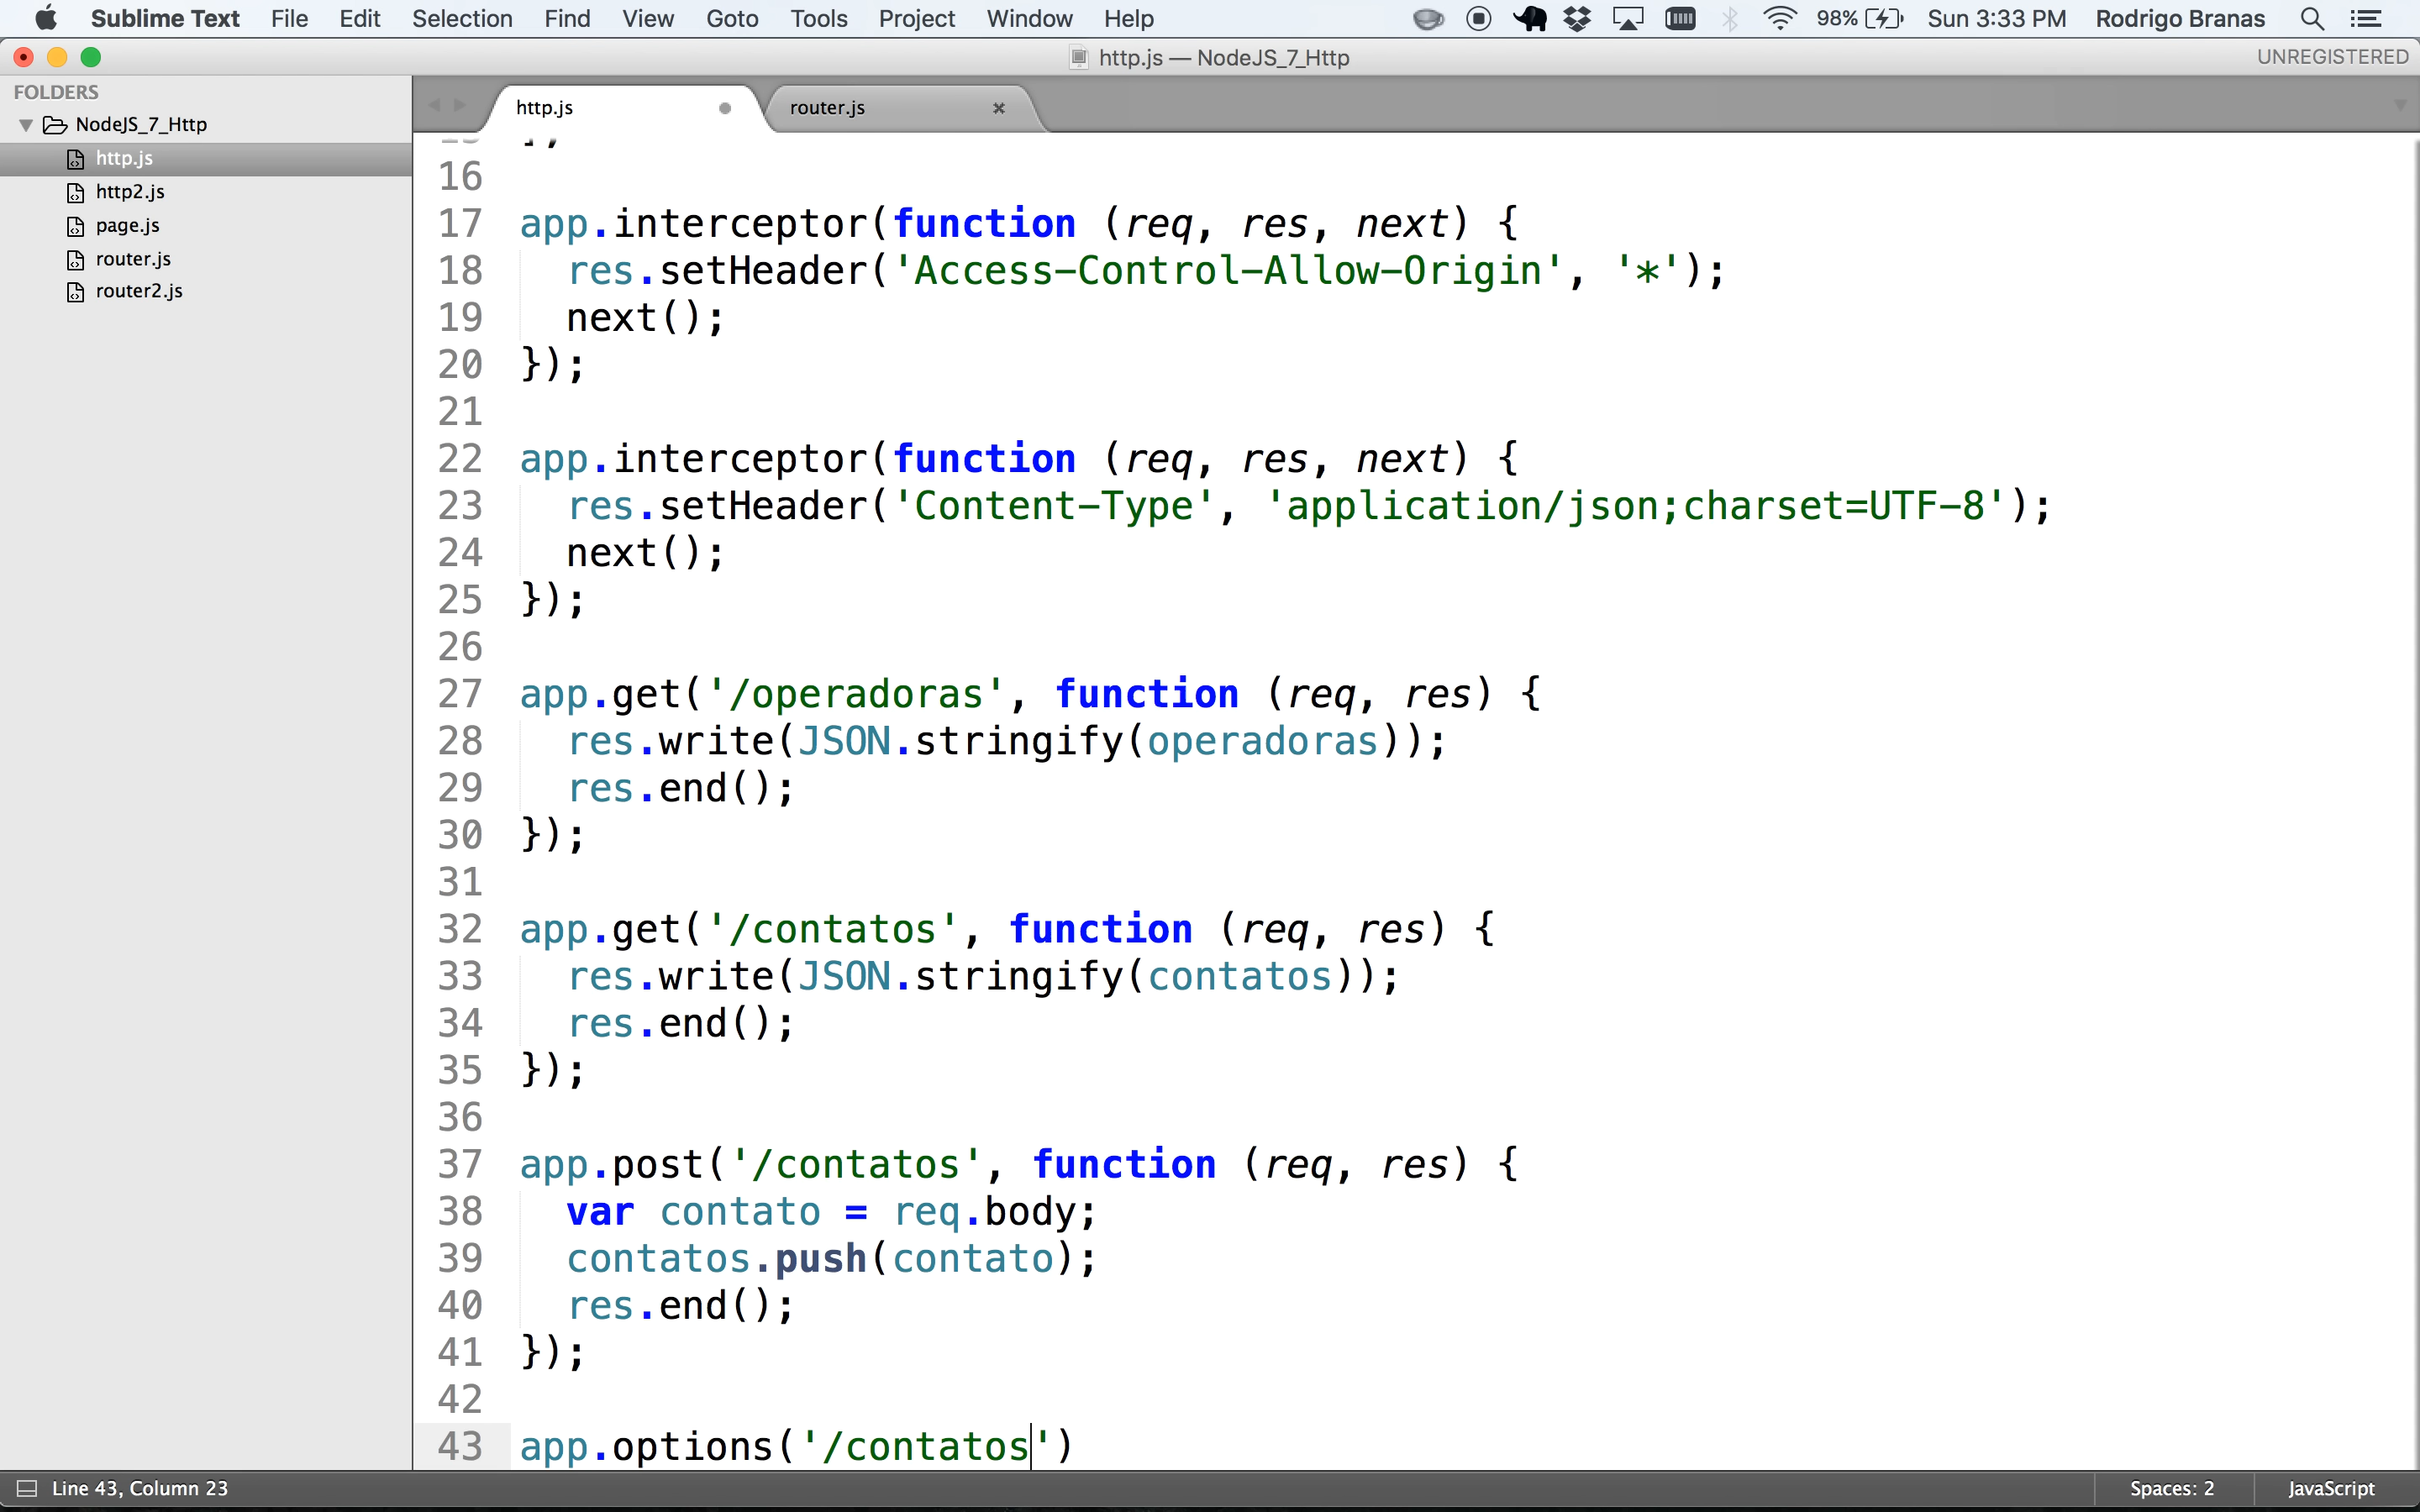 Sublime Text File Edit Selection Find View Goto Tools Project Window Help 98% Sun 3:33 PM Rodrigo Branas
http.js — NodeJS_7_Http UNREGISTERED
FOLDERS
NodeJS_7_Http
http.js
http2.js
page.js
router.js
router2.js
http.js router.js
16
17 app.interceptor(function (req, res, next) {
18 res.setHeader('Access-Control-Allow-Origin', '*');
19 next();
20 });
21
22 app.interceptor(function (req, res, next) {
23 res.setHeader('Content-Type', 'application/json;charset=UTF-8');
24 next();
25 });
26
27 app.get('/operadoras', function (req, res) {
28 res.write(JSON.stringify(operadoras));
29 res.end();
30 });
31
32 app.get('/contatos', function (req, res) {
33 res.write(JSON.stringify(contatos));
34 res.end();
35 });
36
37 app.post('/contatos', function (req, res) {
38 var contato = req.body;
39 contatos.push(contato);
40 res.end();
41 });
42
43 app.options('/contatos')
Line 43, Column 23 Spaces: 2 JavaScript